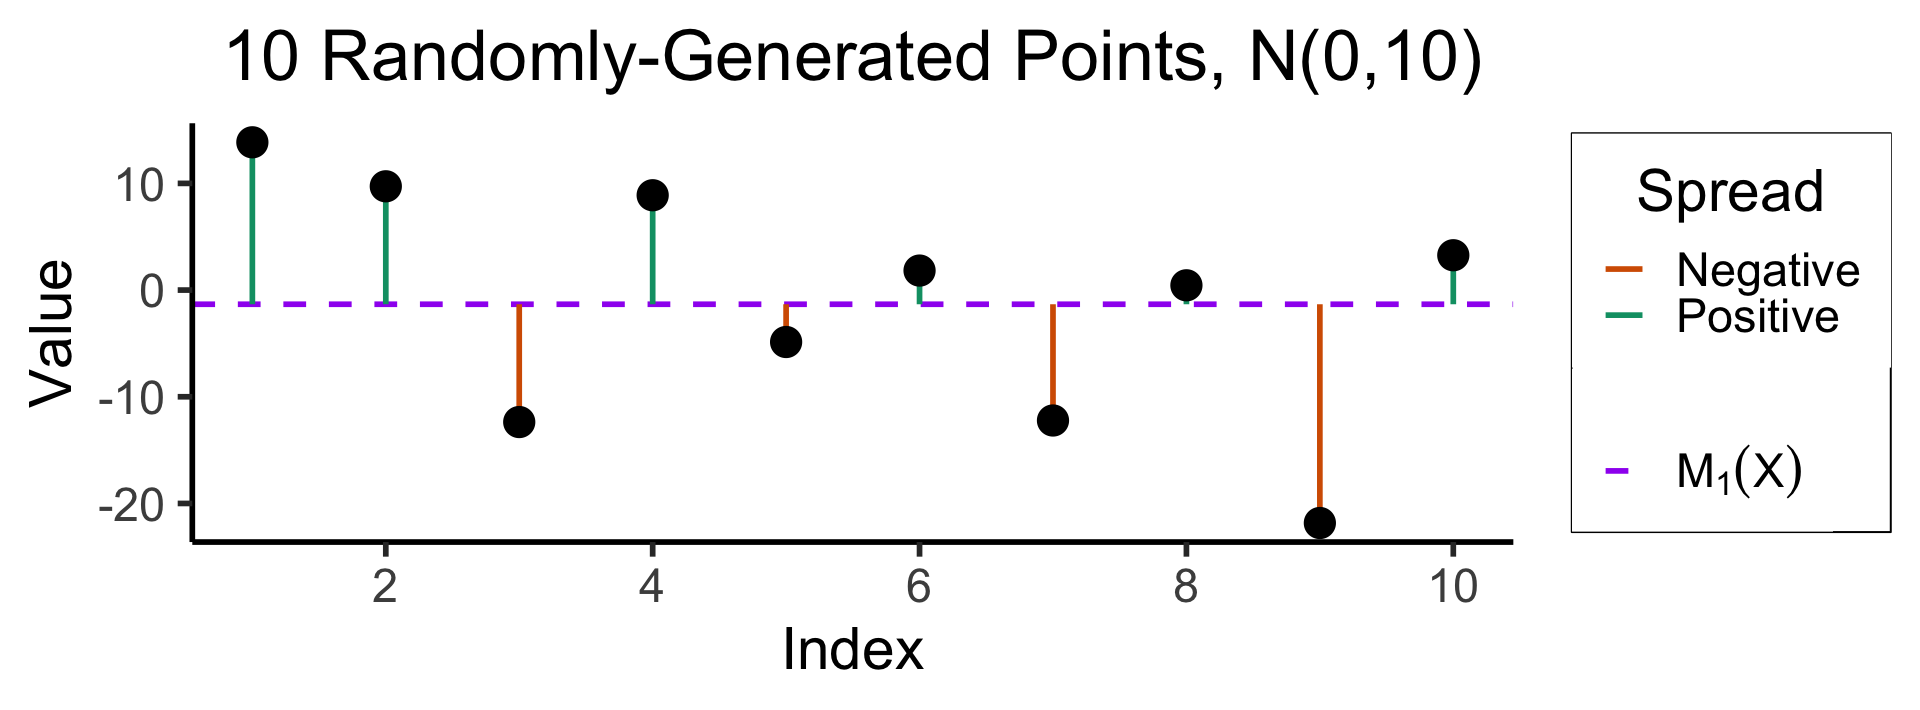 10 Randomly-Generated Points, N(0,10)
Value
10
0
-10
-20
2 4 6 8 10
Index
Spread
Negative
Positive
M₁(X)